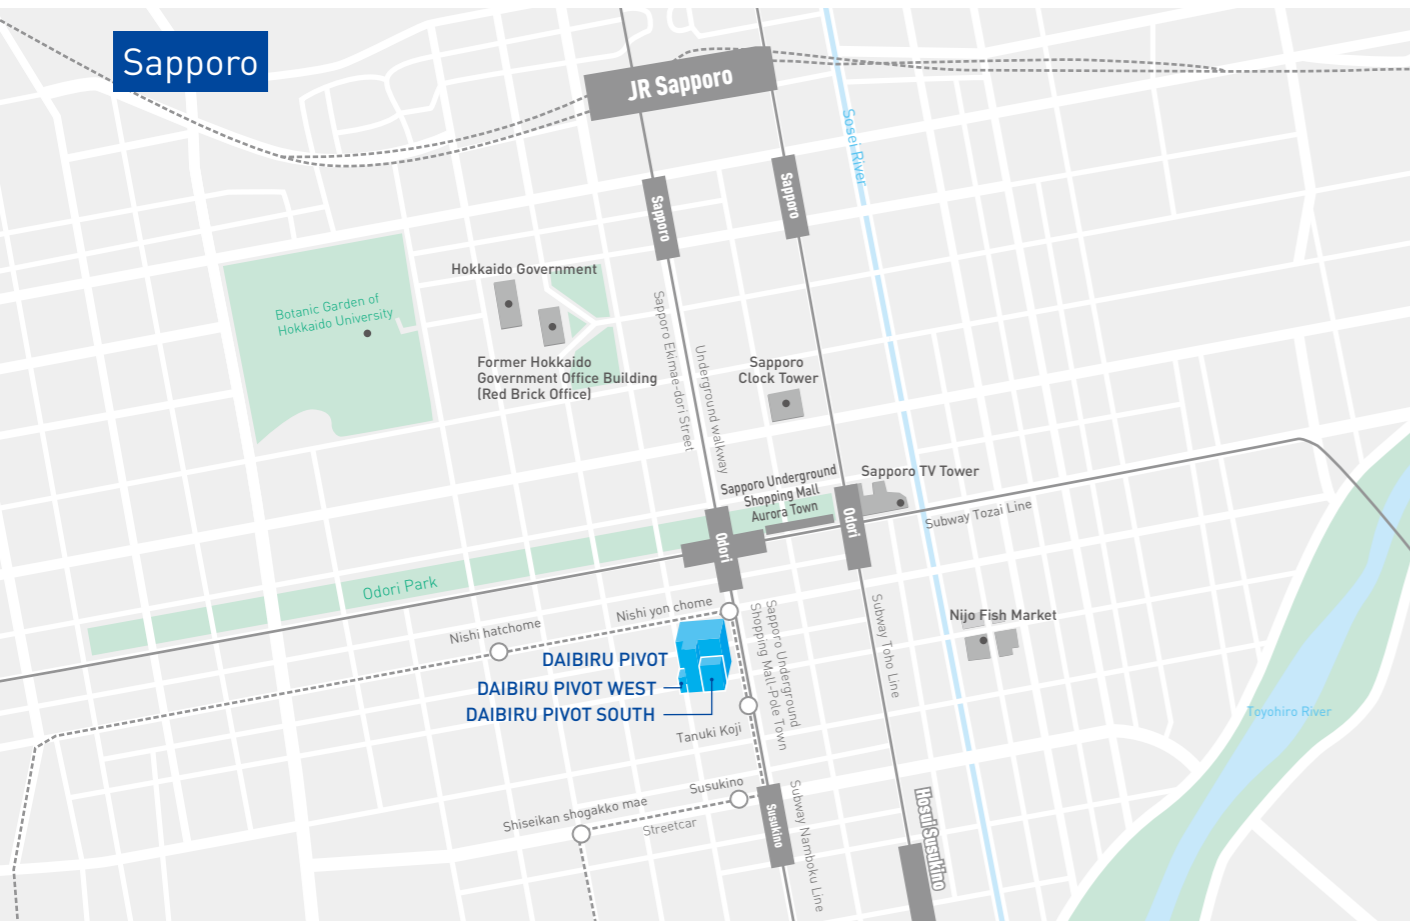 Sapporo
JR Sapporo
Sosei River
Sapporo
Sapporo
Hokkaido Government
Botanic Garden of
Hokkaido University
Former Hokkaido
Government Office Building
(Red Brick Office)
Sapporo Ekimae-dori Street
Underground walkway
Sapporo
Clock Tower
Sapporo Underground
Shopping Mall
Aurora Town
Sapporo TV Tower
Odori
Odori
Subway Tozai Line
Odori Park
Nishi yon chome
Nishi hatchome
Sapporo Underground
Shopping Mall-Pole Town
Subway Toho Line
Nijo Fish Market
DAIBIRU PIVOT
DAIBIRU PIVOT WEST
DAIBIRU PIVOT SOUTH
Toyohiro River
Tanuki Koji
Susukino
Shiseikan shogakko mae
Streetcar
Susukino
Subway Namboku Line
Hosui Susukino